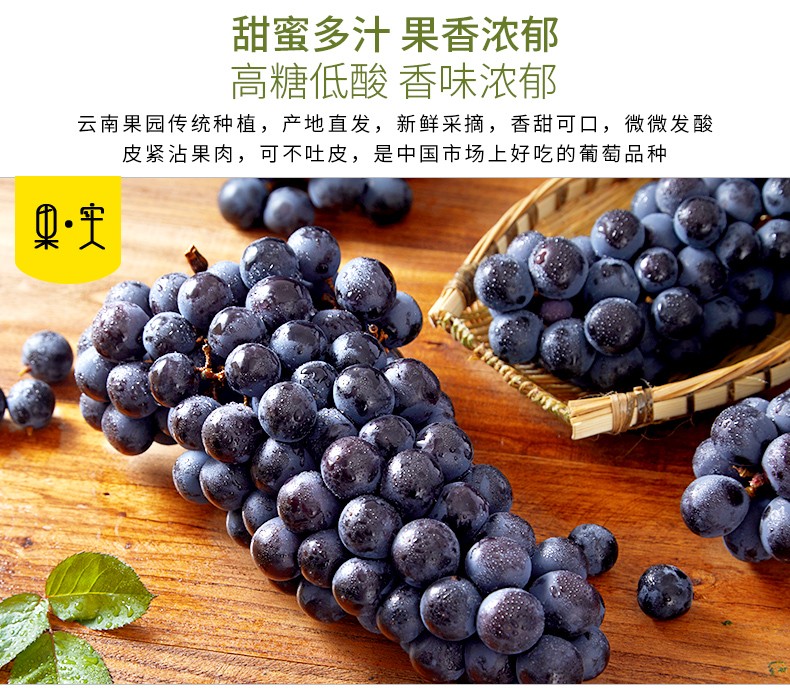 甜蜜多汁 果香浓郁
高糖低酸 香味浓郁
云南果园传统种植，产地直发，新鲜采摘，香甜可口，微微发酸
皮紧沾果肉，可不吐皮，是中国市场上好吃的葡萄品种
果·实